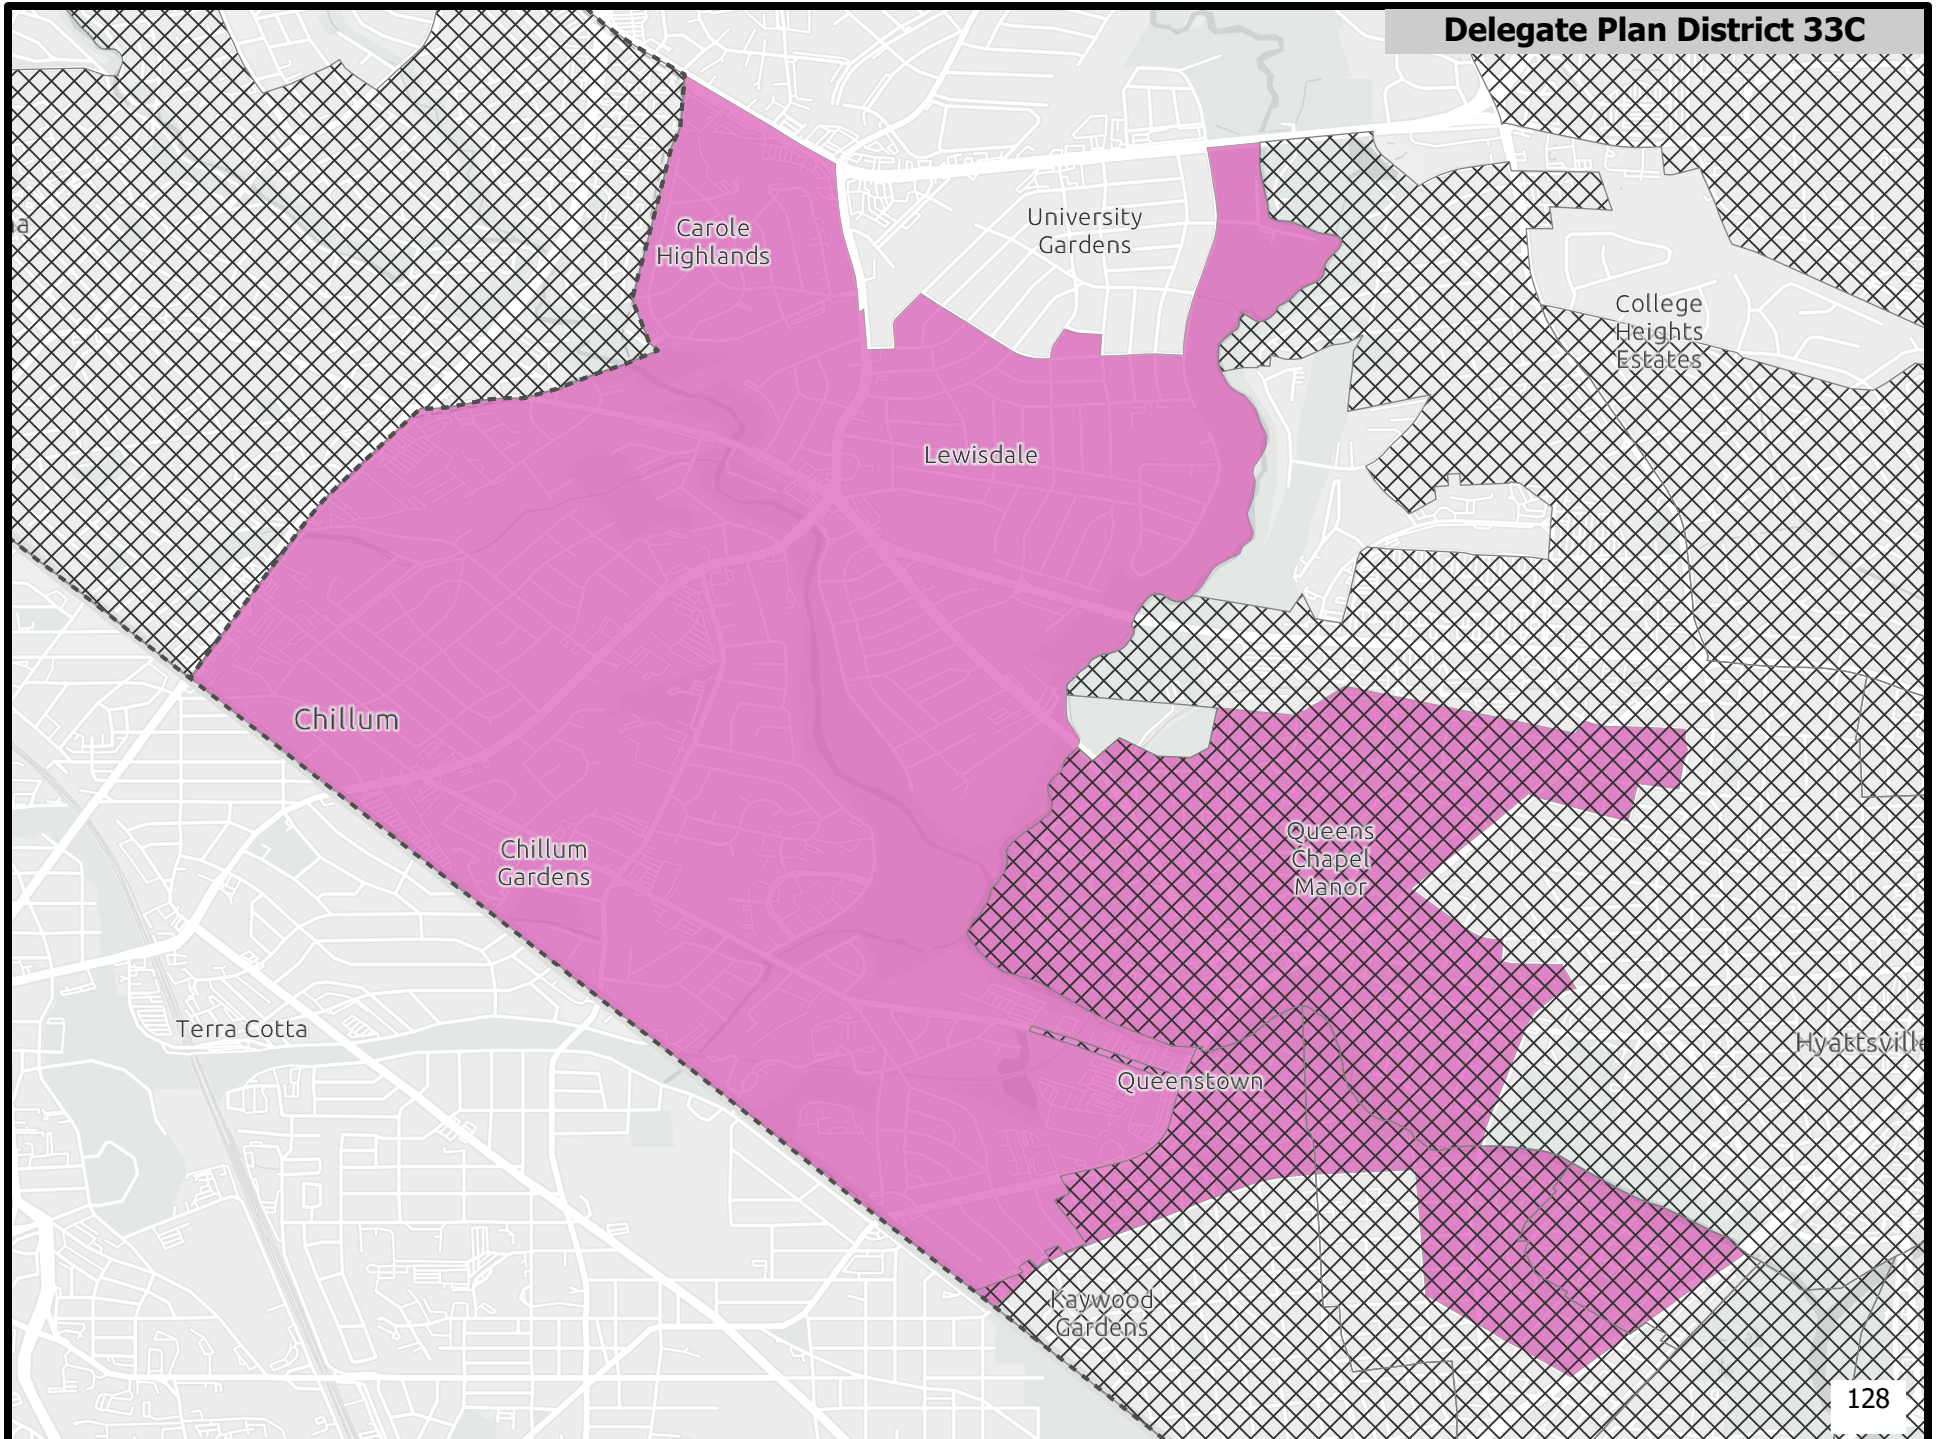 Delegate Plan District 33C
Carole
Highlands
University
Gardens
College
Heights
Estates
Lewisdale
Chillum
Chillum
Gardens
Queens
Chapel
Manor
Terra Cotta
Hyattsville
Queenstown
Kaywood
Gardens
128